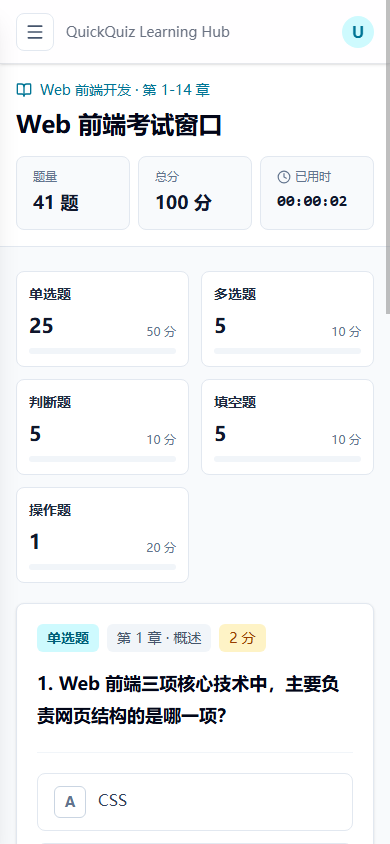 QuickQuiz Learning Hub
U
Web 前端开发 · 第 1-14 章
Web 前端考试窗口
题量
41 题
总分
100 分
已用时
00:00:02
单选题
25
50 分
多选题
5
10 分
判断题
5
10 分
填空题
5
10 分
操作题
1
20 分
单选题
第 1 章 · 概述
2 分
1. Web 前端三项核心技术中，主要负
责网页结构的是哪一项？
A
CSS